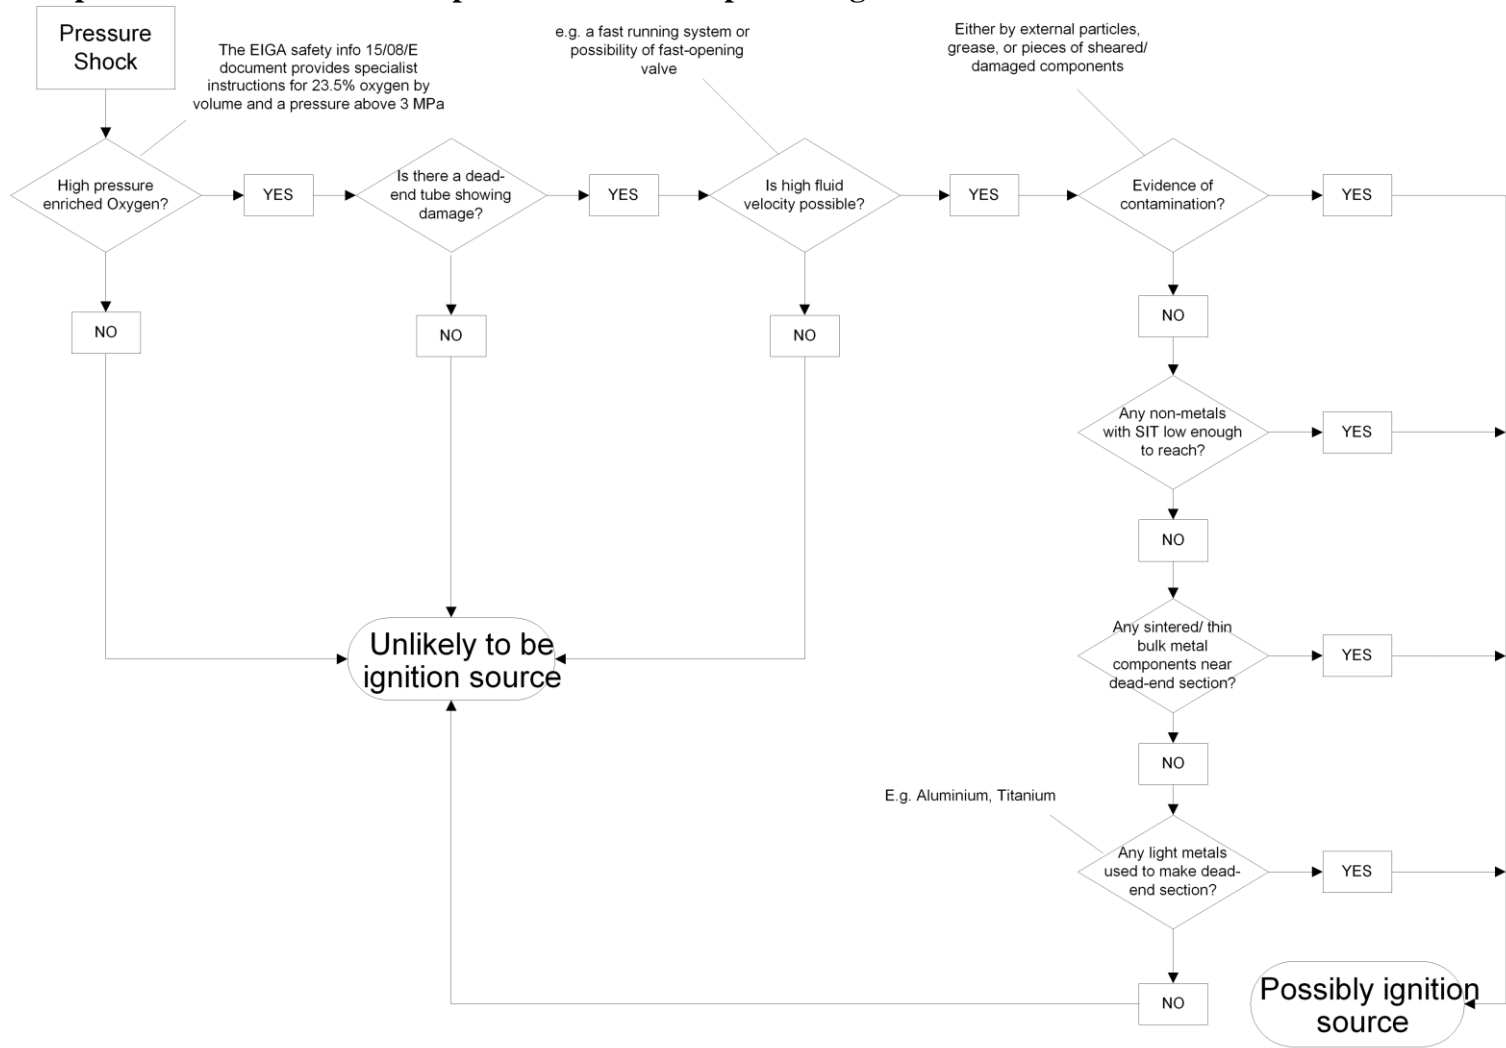 Pressure
Shock
The EIGA safety info 15/08/E
document provides specialist
instructions for 23.5% oxygen by
volume and a pressure above 3 MPa
e.g. a fast running system or
possibility of fast-opening
valve
Either by external particles,
grease, or pieces of sheared/
damaged components
High pressure
enriched Oxygen?
YES
Is there a dead-
end tube showing
damage?
YES
Is high fluid
velocity possible?
YES
Evidence of
contamination?
YES
NO
NO
NO
NO
Any non-metals
with SIT low enough
to reach?
YES
NO
Any sintered/ thin
bulk metal
components near
dead-end section?
YES
Unlikely to be
ignition source
NO
E.g. Aluminium, Titanium
Any light metals
used to make dead-
end section?
YES
NO
Possibly ignition
source